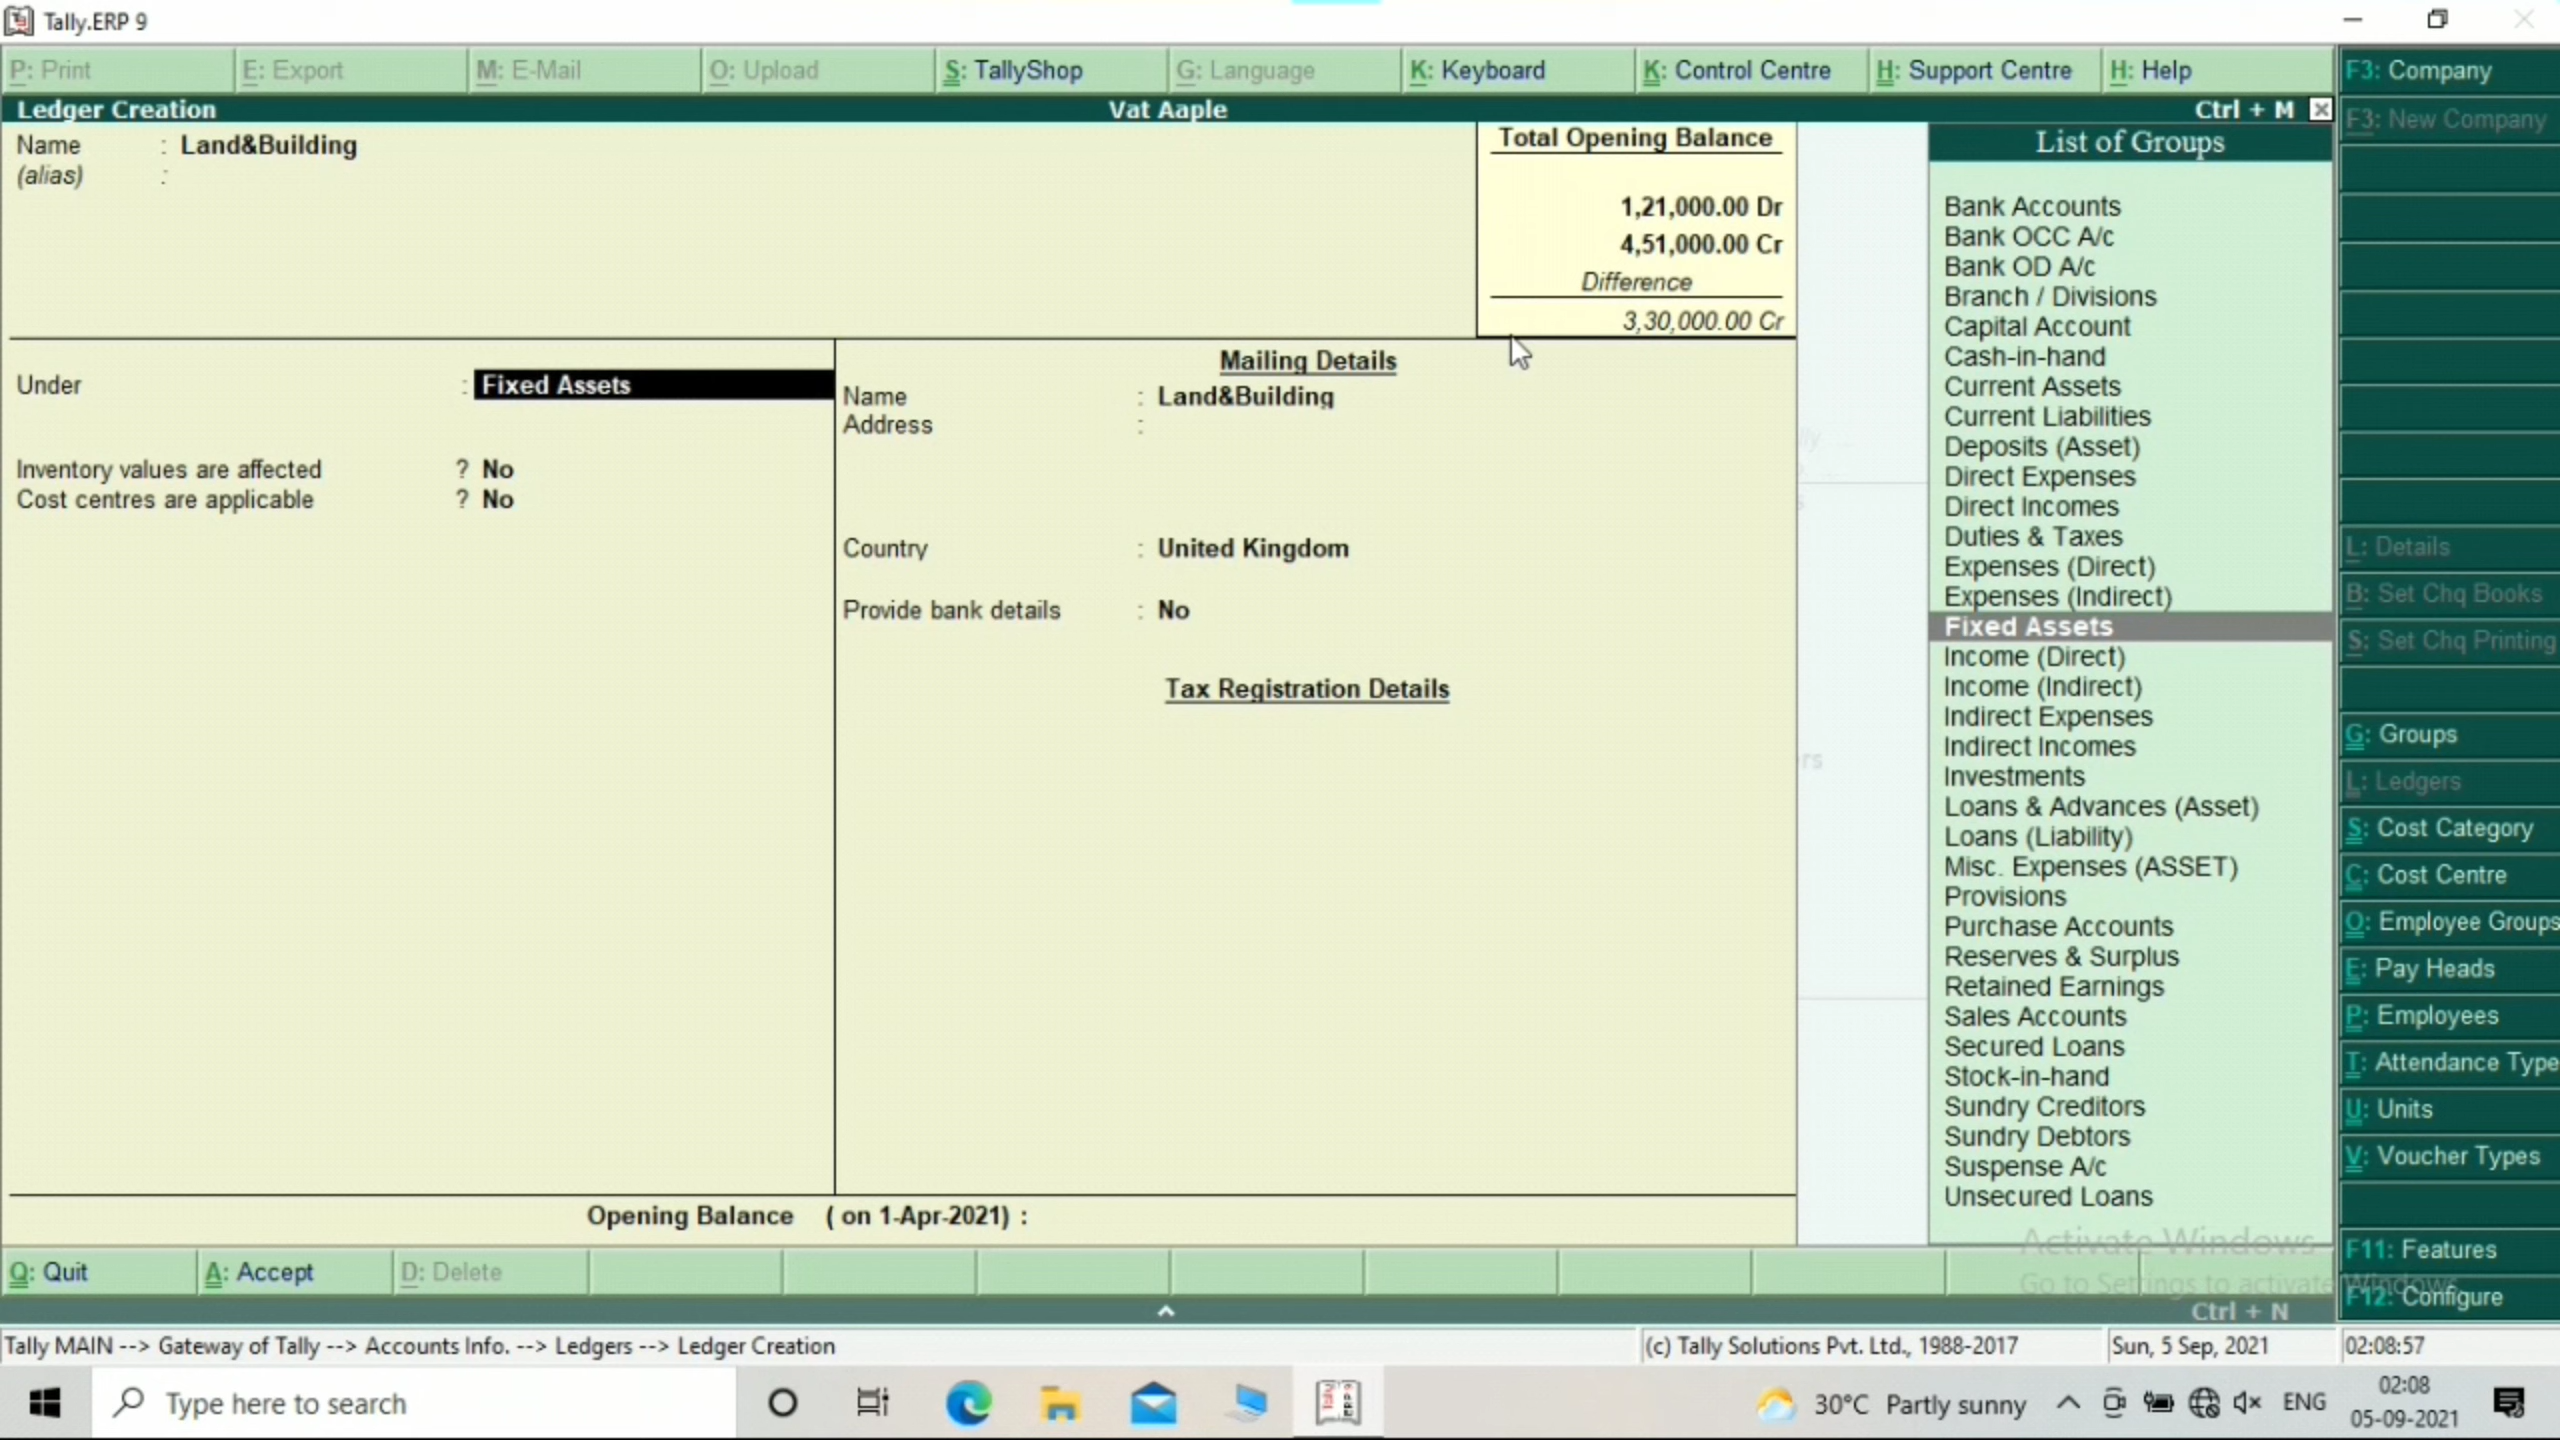 Tally.ERP 9
P: Print E: Export M: E-Mail O: Upload S: TallyShop G: Language K: Keyboard K: Control Centre H: Support Centre H: Help F3: Company
Ledger Creation Vat Aaple Ctrl + M
F3: New Company
Name : Land&Building
(alias) :
Total Opening Balance
1,21,000.00 Dr
4,51,000.00 Cr
Difference
3,30,000.00 Cr
Under : Fixed Assets
Inventory values are affected ? No
Cost centres are applicable ? No
Mailing Details
Name : Land&Building
Address :
Country : United Kingdom
Provide bank details : No
Tax Registration Details
Opening Balance ( on 1-Apr-2021) :
List of Groups
Bank Accounts
Bank OCC A/c
Bank OD A/c
Branch / Divisions
Capital Account
Cash-in-hand
Current Assets
Current Liabilities
Deposits (Asset)
Direct Expenses
Direct Incomes
Duties & Taxes
Expenses (Direct)
Expenses (Indirect)
Fixed Assets
Income (Direct)
Income (Indirect)
Indirect Expenses
Indirect Incomes
Investments
Loans & Advances (Asset)
Loans (Liability)
Misc. Expenses (ASSET)
Provisions
Purchase Accounts
Reserves & Surplus
Retained Earnings
Sales Accounts
Secured Loans
Stock-in-hand
Sundry Creditors
Sundry Debtors
Suspense A/c
Unsecured Loans
L: Details
B: Set Chq Books
S: Set Chq Printing
G: Groups
L: Ledgers
S: Cost Category
C: Cost Centre
O: Employee Groups
E: Pay Heads
P: Employees
T: Attendance Type
U: Units
V: Voucher Types
F11: Features
F12: Configure
Activate Windows
Go to Settings to activate Windows.
Q: Quit A: Accept D: Delete
Ctrl + N
Tally MAIN --> Gateway of Tally --> Accounts Info. --> Ledgers --> Ledger Creation (c) Tally Solutions Pvt. Ltd., 1988-2017 Sun, 5 Sep, 2021 02:08:57
Type here to search 30°C Partly sunny ENG 02:08
05-09-2021